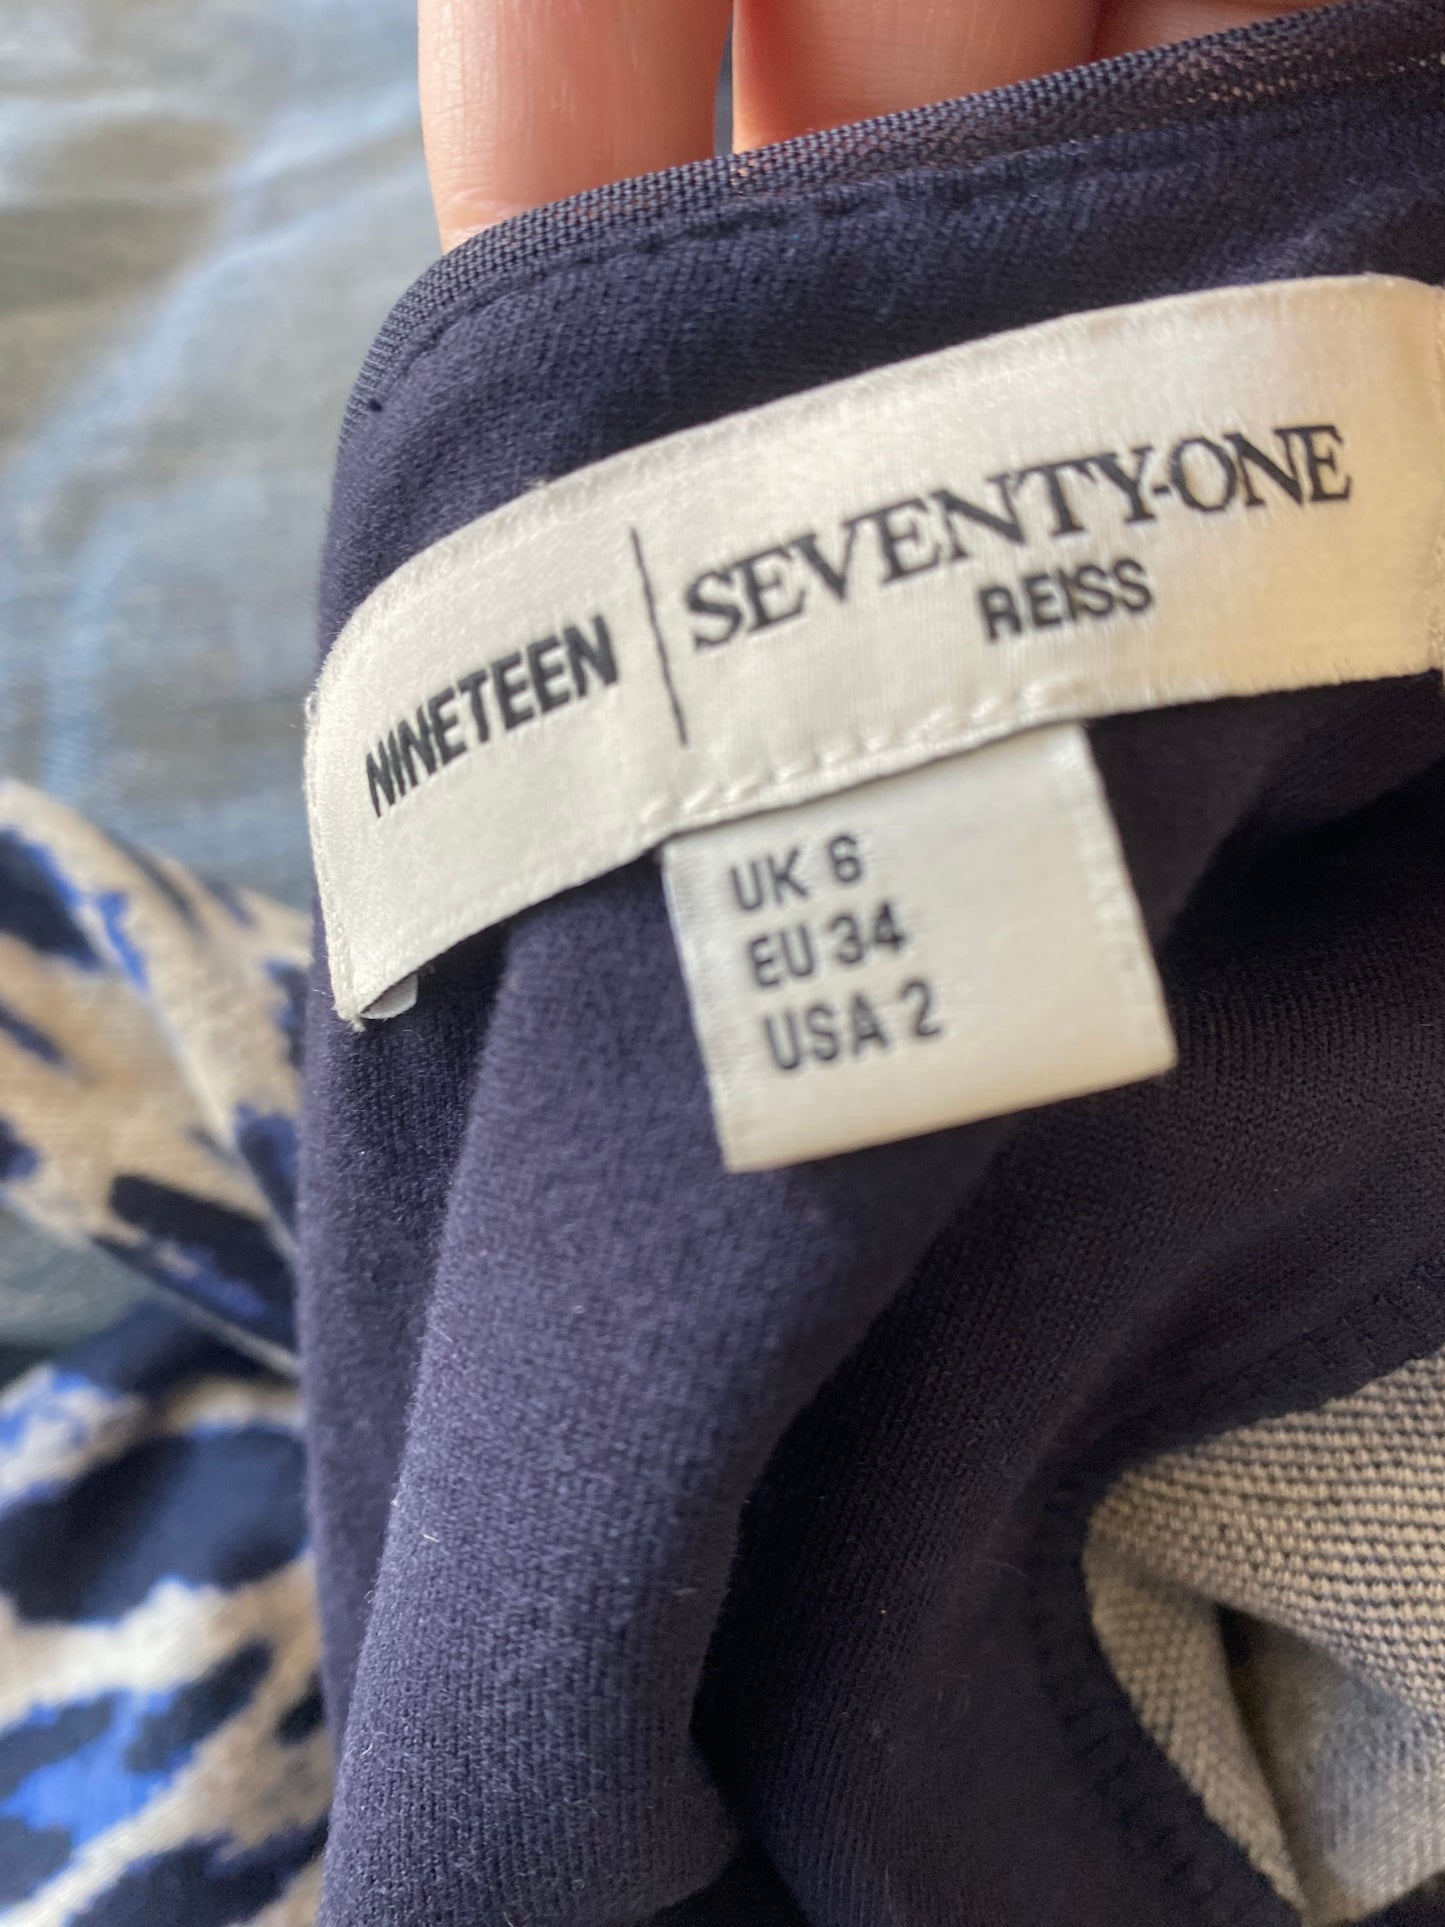 NINETEEN | SEVENTY-ONE
REISS
UK 6
EU 34
USA 2